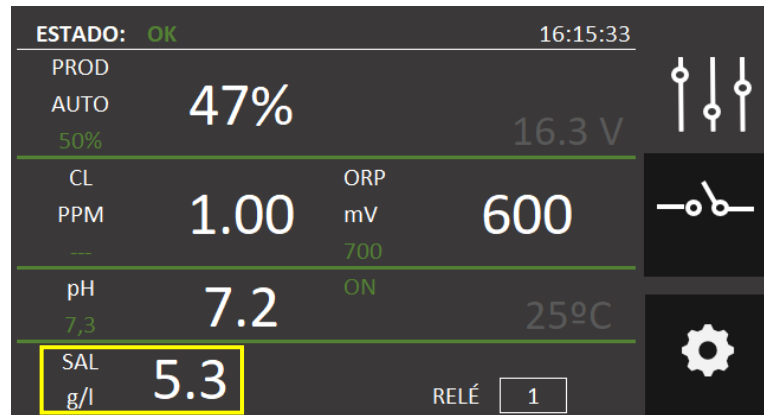 ESTADO: OK 16:15:33
PROD
AUTO 47%
50% 16.3 V
CL ORP
PPM 1.00 mV 600
--- 700
pH 7.2 ON
7,3 25ºC
SAL 5.3
g/l RELÉ 1